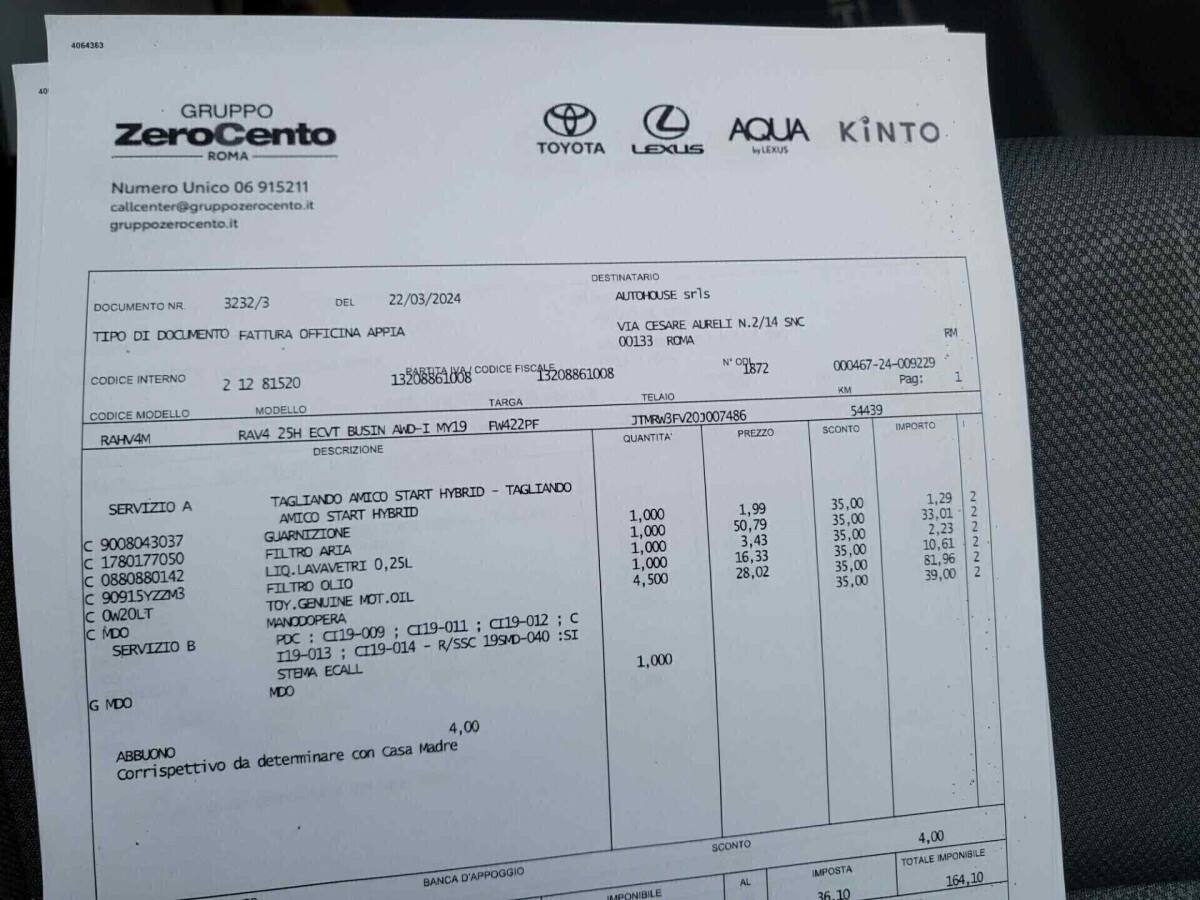 4064363
40
GRUPPO
ZeroCento
ROMA
TOYOTA
LEXUS
AQUA
by LEXUS
KINTO
Numero Unico 06 915211
callcenter@gruppozerocento.it
gruppozerocento.it
DESTINATARIO
DOCUMENTO NR. 3232/3 DEL 22/03/2024
AUTOHOUSE srls
TIPO DI DOCUMENTO FATTURA OFFICINA APPIA
VIA CESARE AURELI N.2/14 SNC
00133 ROMA RM
CODICE INTERNO 2 12 81520
PARTITA IVA / CODICE FISCALE
13208861008 13208861008
N° ODL 1872
000467-24-009229
Pag: 1
CODICE MODELLO MODELLO TARGA TELAIO KM
RAHV4M RAV4 25H ECVT BUSIN AWD-I MY19 FW422PF JTMRW3FV20J007486 54439
DESCRIZIONE QUANTITA' PREZZO SCONTO IMPORTO
SERVIZIO A TAGLIANDO AMICO START HYBRID - TAGLIANDO
AMICO START HYBRID
C 9008043037 GUARNIZIONE 1,000 1,99 35,00 1,29 2
C 1780177050 FILTRO ARIA 1,000 50,79 35,00 33,01 2
C 0880880142 LIQ.LAVAVETRI 0,25L 1,000 3,43 35,00 2,23 2
C 90915YZZM3 FILTRO OLIO 1,000 16,33 35,00 10,61 2
C 0W20LT TOY.GENUINE MOT.OIL 4,500 28,02 35,00 81,96 2
C MDO MANODOPERA 35,00 39,00 2
SERVIZIO B PDC : CI19-009 ; CI19-011 ; CI19-012 ; C
I19-013 ; CI19-014 - R/SSC 19SMD-040 :SI
STEMA ECALL
G MDO MDO 1,000
ABBUONO 4,00
Corrispettivo da determinare con Casa Madre
SCONTO 4,00
BANCA D'APPOGGIO
IMPONIBILE AL IMPOSTA TOTALE IMPONIBILE
36,10 164,10